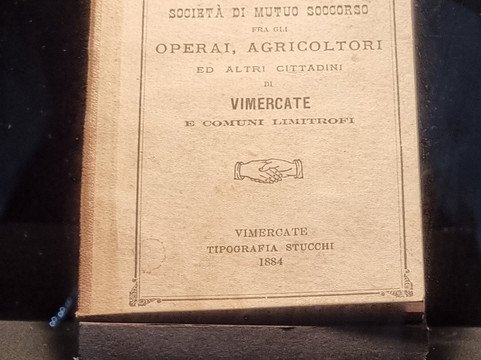 SOCIETÀ DI MUTUO SOCCORSO
FRA GLI
OPERAI, AGRICOLTORI
ED ALTRI CITTADINI
DI
VIMERCATE
E COMUNI LIMITROFI
VIMERCATE
TIPOGRAFIA STUCCHI
1884